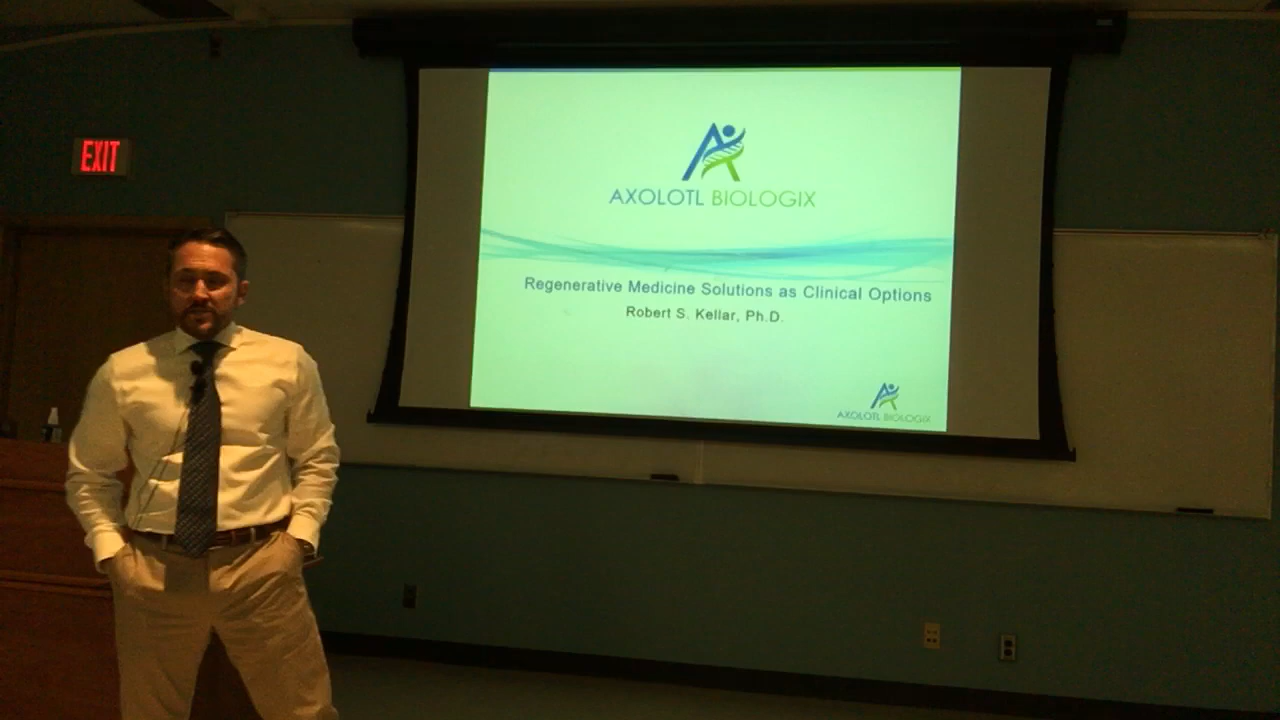 EXIT
AXOLOTL BIOLOGIX
Regenerative Medicine Solutions as Clinical Options
Robert S. Kellar, Ph.D.
AXOLOTL BIOLOGIX